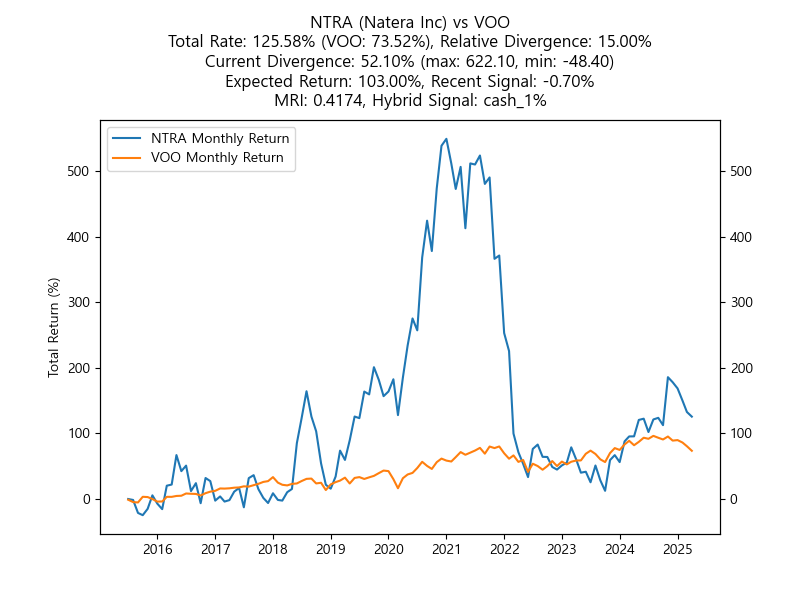 NTRA (Natera Inc) vs VOO
Total Rate: 125.58% (VOO: 73.52%), Relative Divergence: 15.00%
Current Divergence: 52.10% (max: 622.10, min: -48.40)
Expected Return: 103.00%, Recent Signal: -0.70%
MRI: 0.4174, Hybrid Signal: cash_1%
NTRA Monthly Return
VOO Monthly Return
Total Return (%)
500
400
300
200
100
0
500
400
300
200
100
0
2016 2017 2018 2019 2020 2021 2022 2023 2024 2025